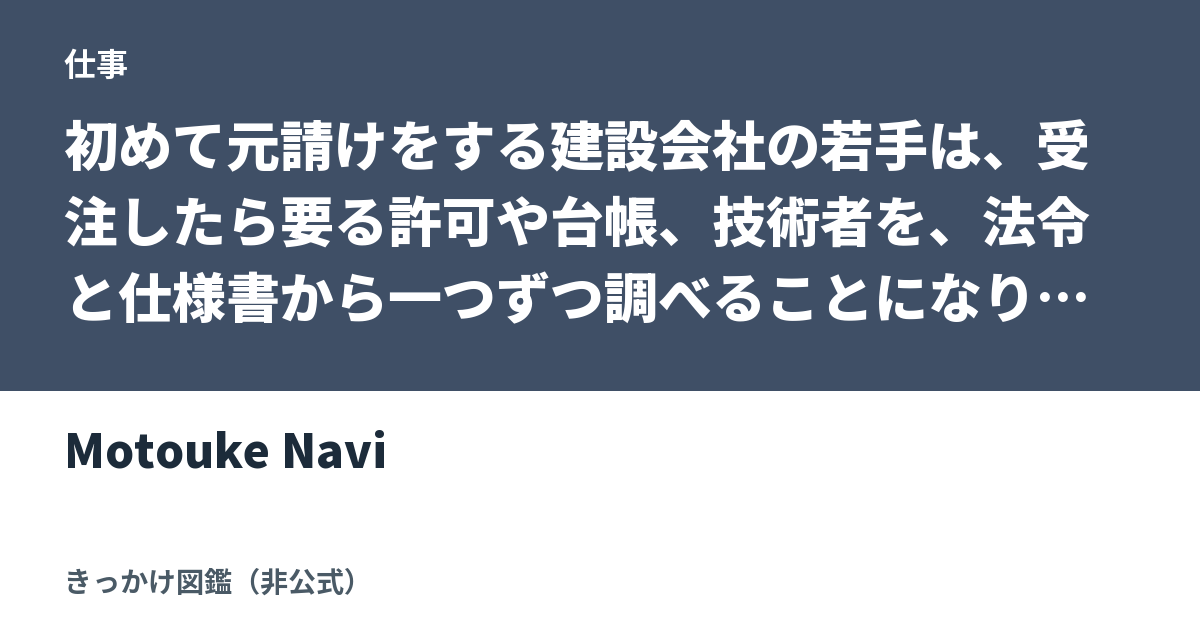 仕事
初めて元請けをする建設会社の若手は、受
注したら要る許可や台帳、技術者を、法令
と仕様書から一つずつ調べることになり…
Motouke Navi
きっかけ図鑑（非公式）